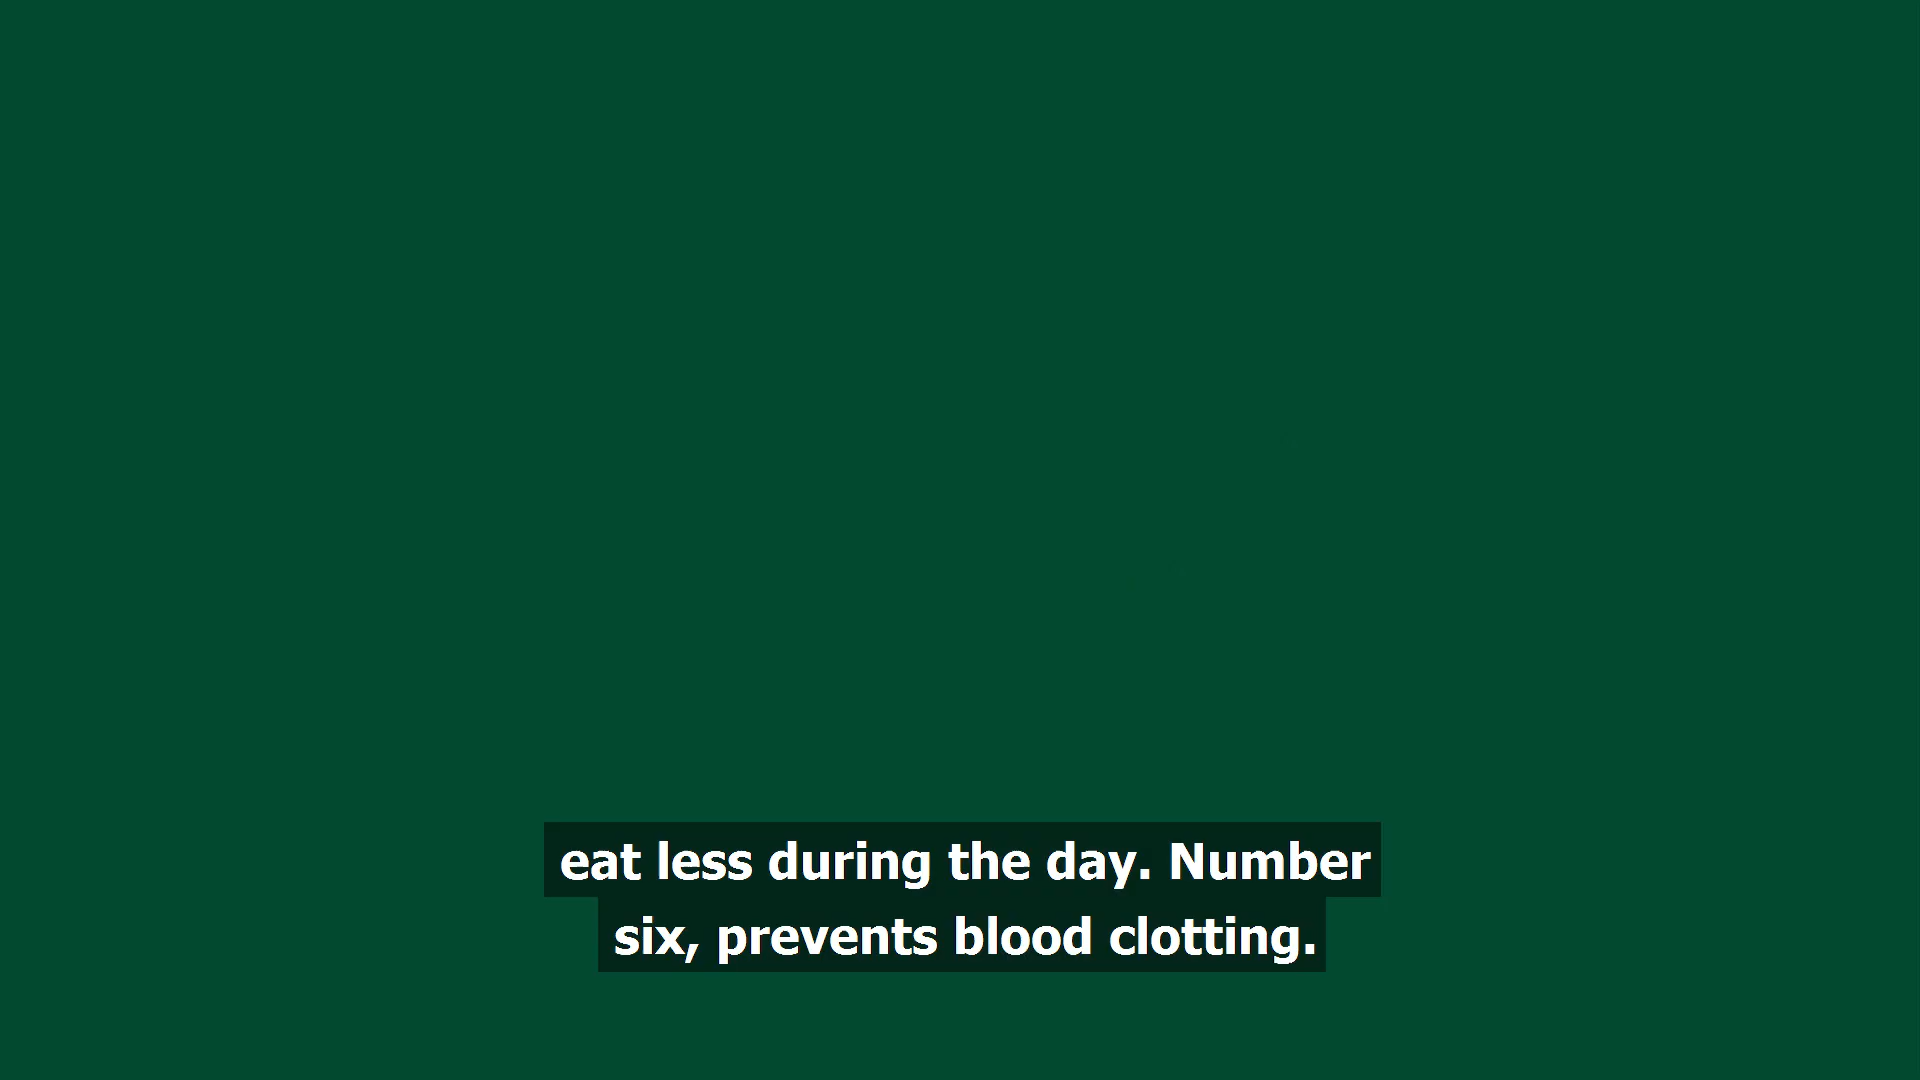 eat less during the day. Number
six, prevents blood clotting.